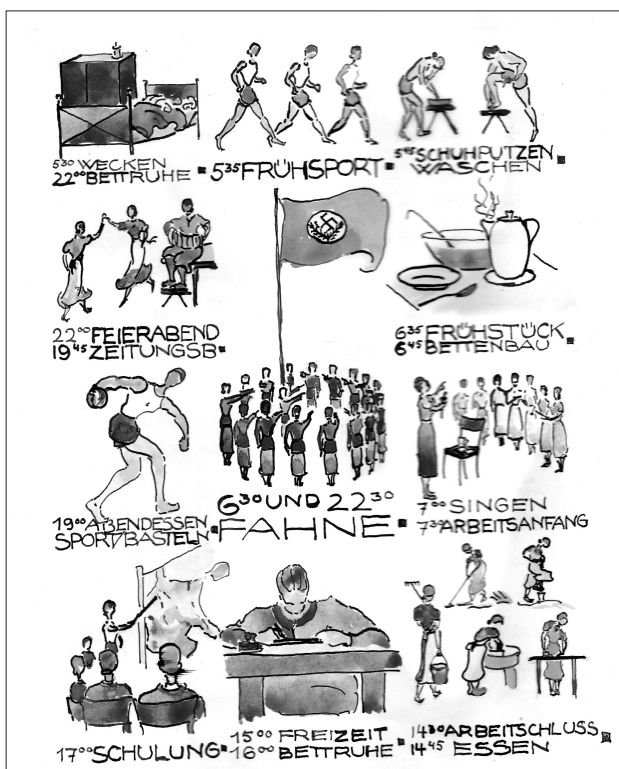 5³⁰ WECKEN
22⁰⁰ BETTRUHE ▪ 5³⁵ FRÜHSPORT ▪ 5⁴⁵ SCHUHPUTZEN
WASCHEN ▪
22⁰⁰ FEIERABEND
19⁴⁵ ZEITUNGSB ▪
6³⁵ FRÜHSTÜCK
6⁴⁵ BETTENBAU ▪
19⁰⁰ ABENDESSEN
SPORT/BASTELN ▪
6³⁰ UND 22³⁰
FAHNE ▪
7⁰⁰ SINGEN
7³⁰ ARBEITSANFANG
17⁰⁰ SCHULUNG ▪
15⁰⁰ FREIZEIT
16⁰⁰ BETTRUHE ▪
14³⁰ ARBEITSCHLUSS
14⁴⁵ ESSEN ▪